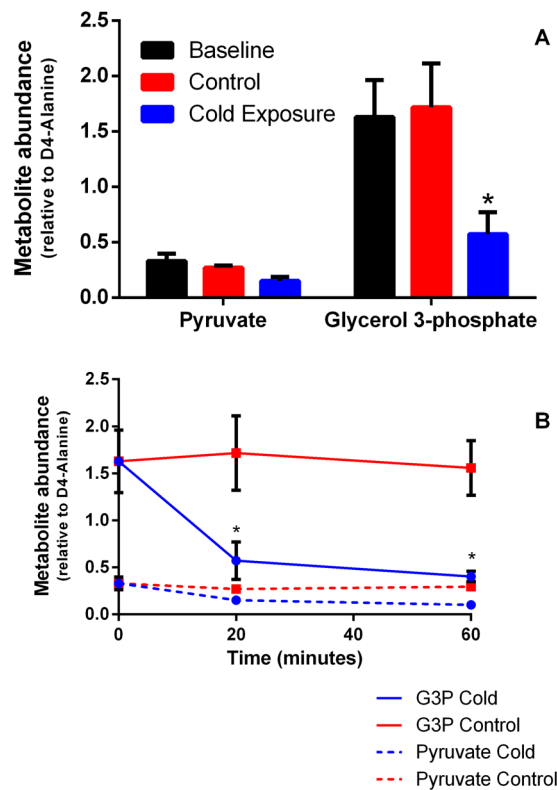 A
Metabolite abundance
(relative to D4-Alanine)
2.5
2.0
1.5
1.0
0.5
0.0
Baseline
Control
Cold Exposure
*
Pyruvate
Glycerol 3-phosphate
B
Metabolite abundance
(relative to D4-Alanine)
2.5
2.0
1.5
1.0
0.5
0.0
*
*
0
20
40
60
Time (minutes)
G3P Cold
G3P Control
Pyruvate Cold
Pyruvate Control